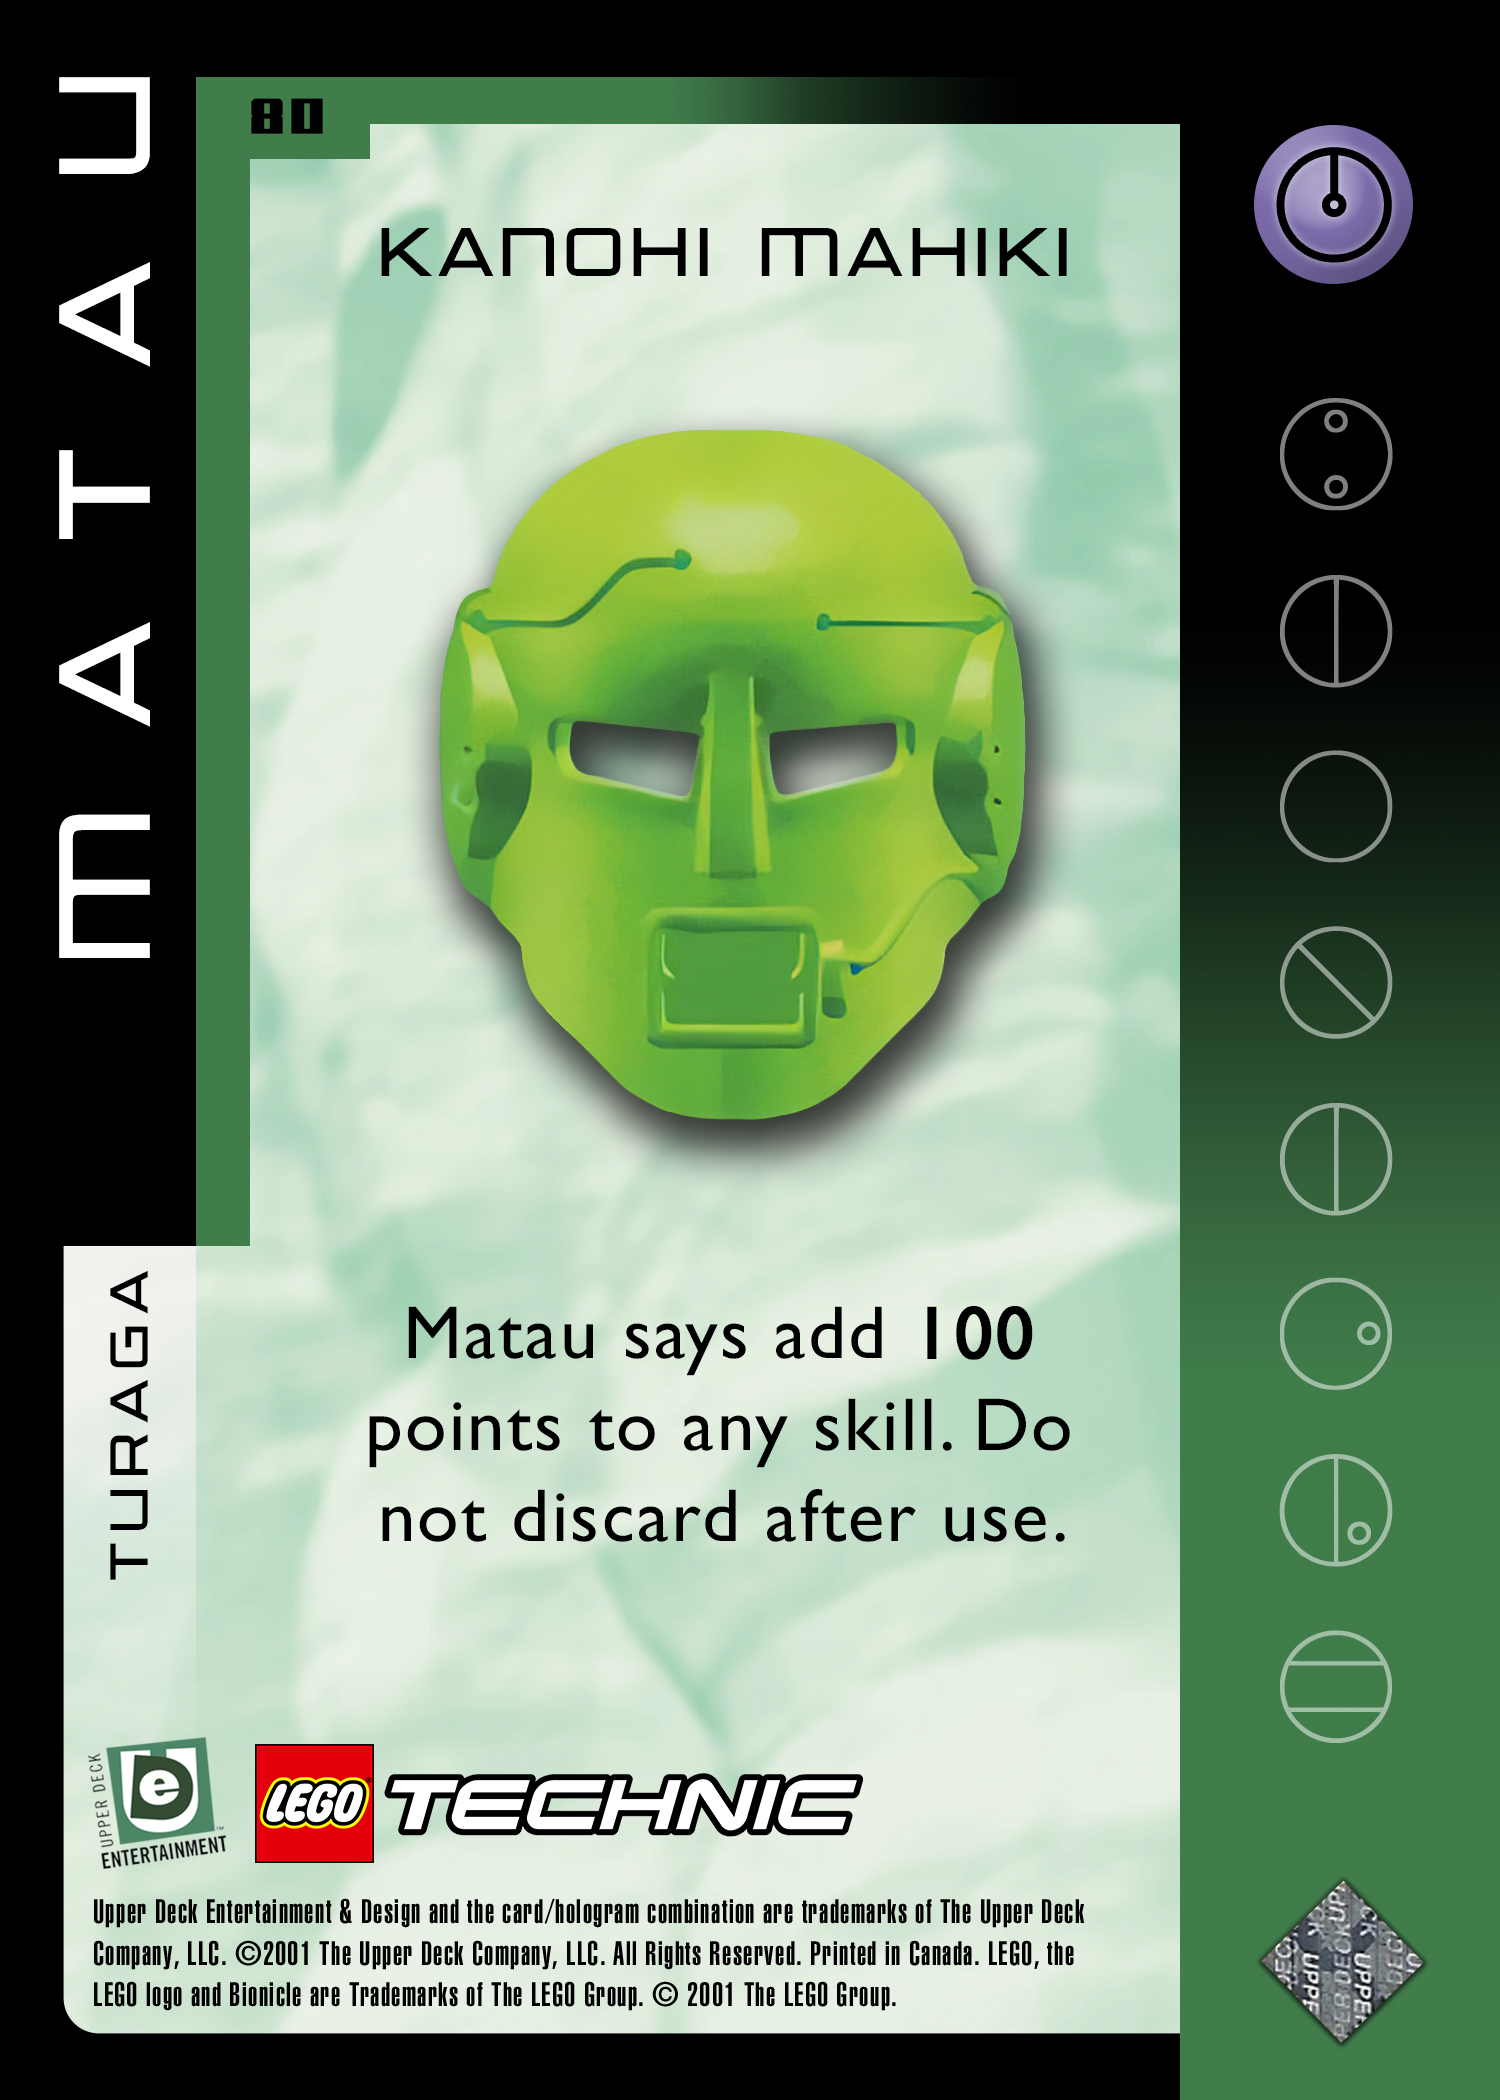 MATAU
80
KANOHI MAHIKI
Matau says add 100
points to any skill. Do
not discard after use.
TURAGA
UPPER DECK
ENTERTAINMENT
LEGO TECHNIC
Upper Deck Entertainment & Design and the card/hologram combination are trademarks of The Upper Deck
Company, LLC. ©2001 The Upper Deck Company, LLC. All Rights Reserved. Printed in Canada. LEGO, the
LEGO logo and Bionicle are Trademarks of The LEGO Group. © 2001 The LEGO Group.